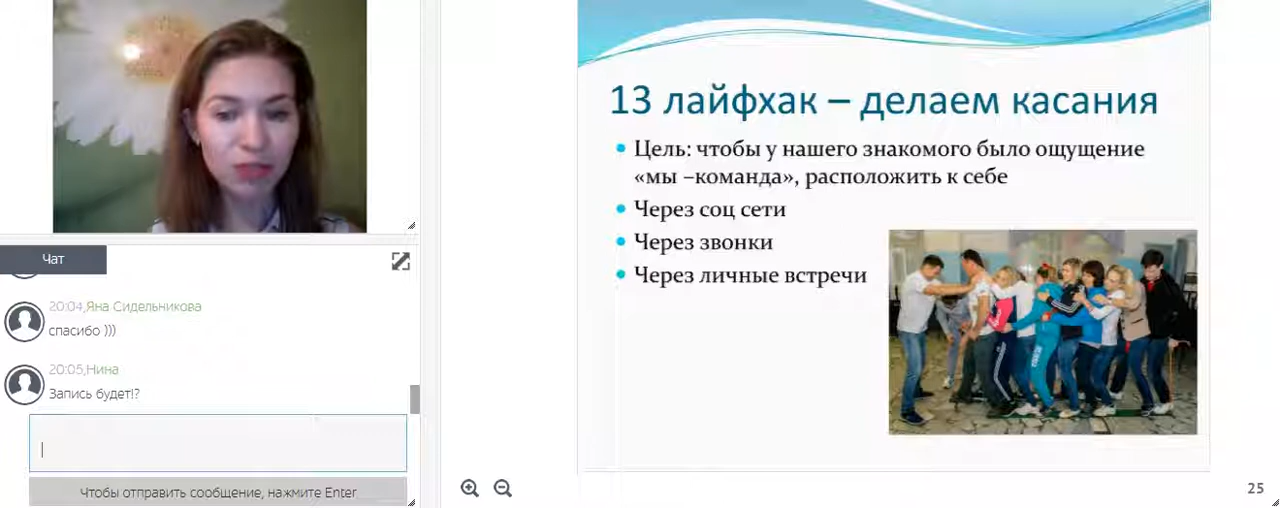 Чат
20:04,Яна Сидельникова
спасибо )))
20:05,Нина
Запись будет!?
Чтобы отправить сообщение, нажмите Enter
13 лайфхак – делаем касания
Цель: чтобы у нашего знакомого было ощущение
«мы –команда», расположить к себе
Через соц сети
Через звонки
Через личные встречи
25